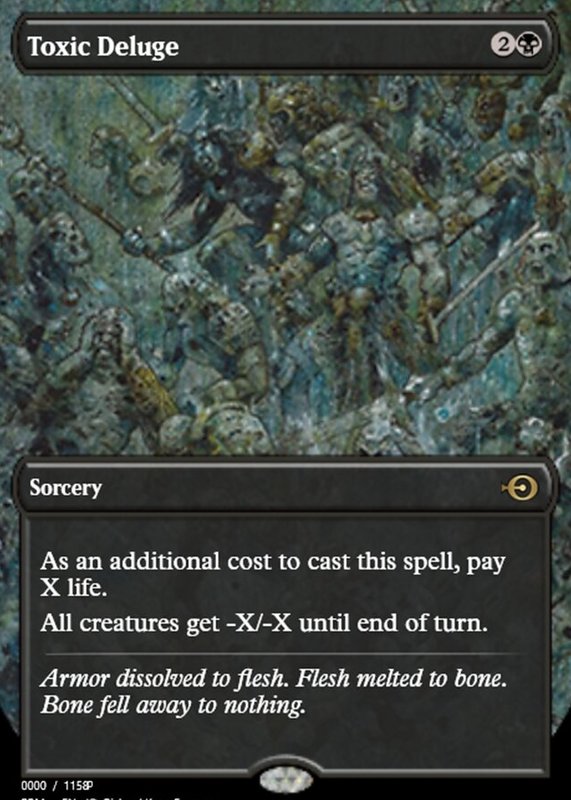 Toxic Deluge
2
Sorcery
As an additional cost to cast this spell, pay
X life.
All creatures get -X/-X until end of turn.
Armor dissolved to flesh. Flesh melted to bone.
Bone fell away to nothing.
0000 / 1158P